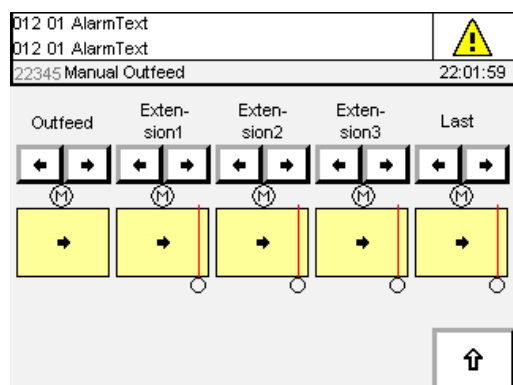 012 01 AlarmText
012 01 AlarmText
22345 Manual Outfeed 22:01:59
Outfeed Exten- Exten- Exten- Last
sion1 sion2 sion3
M M M M M